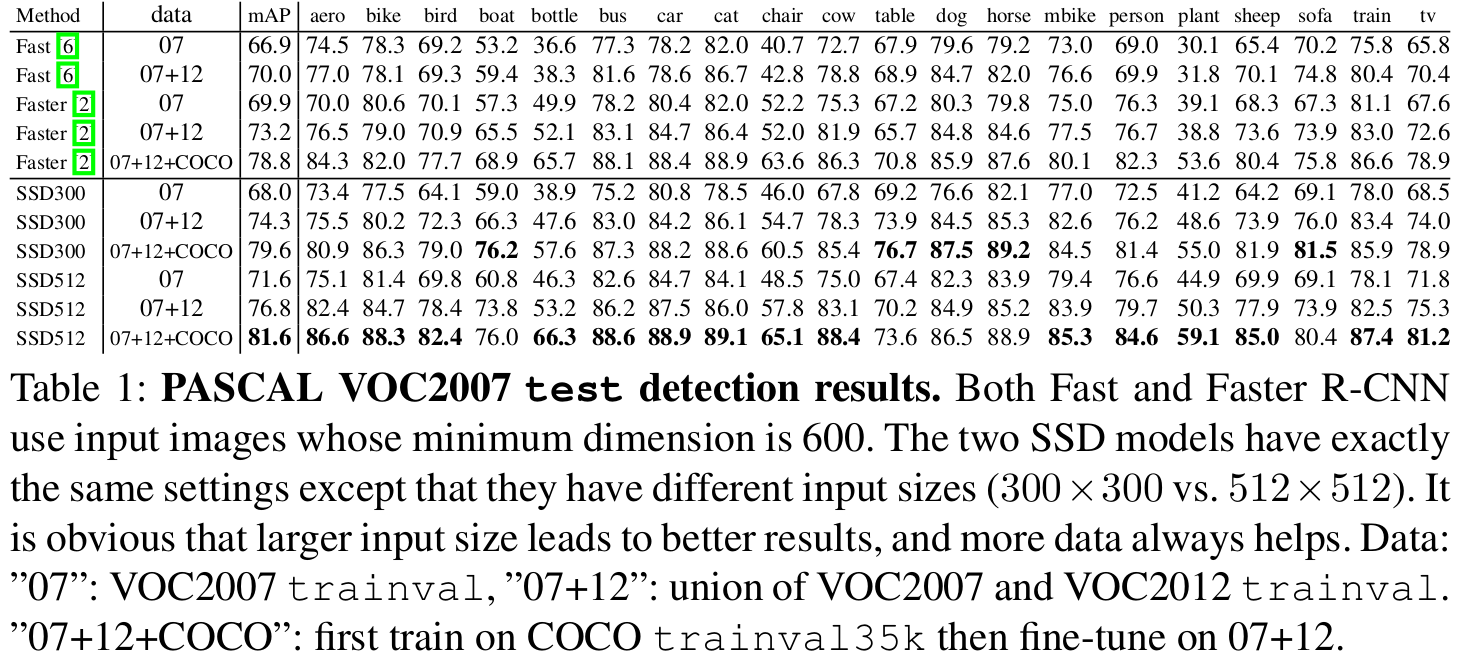 Method data mAP aero bike bird boat bottle bus car cat chair cow table dog horse mbike person plant sheep sofa train tv
Fast [6] 07 66.9 74.5 78.3 69.2 53.2 36.6 77.3 78.2 82.0 40.7 72.7 67.9 79.6 79.2 73.0 69.0 30.1 65.4 70.2 75.8 65.8
Fast [6] 07+12 70.0 77.0 78.1 69.3 59.4 38.3 81.6 78.6 86.7 42.8 78.8 68.9 84.7 82.0 76.6 69.9 31.8 70.1 74.8 80.4 70.4
Faster [2] 07 69.9 70.0 80.6 70.1 57.3 49.9 78.2 80.4 82.0 52.2 75.3 67.2 80.3 79.8 75.0 76.3 39.1 68.3 67.3 81.1 67.6
Faster [2] 07+12 73.2 76.5 79.0 70.9 65.5 52.1 83.1 84.7 86.4 52.0 81.9 65.7 84.8 84.6 77.5 76.7 38.8 73.6 73.9 83.0 72.6
Faster [2] 07+12+COCO 78.8 84.3 82.0 77.7 68.9 65.7 88.1 88.4 88.9 63.6 86.3 70.8 85.9 87.6 80.1 82.3 53.6 80.4 75.8 86.6 78.9
SSD300 07 68.0 73.4 77.5 64.1 59.0 38.9 75.2 80.8 78.5 46.0 67.8 69.2 76.6 82.1 77.0 72.5 41.2 64.2 69.1 78.0 68.5
SSD300 07+12 74.3 75.5 80.2 72.3 66.3 47.6 83.0 84.2 86.1 54.7 78.3 73.9 84.5 85.3 82.6 76.2 48.6 73.9 76.0 83.4 74.0
SSD300 07+12+COCO 79.6 80.9 86.3 79.0 76.2 57.6 87.3 88.2 88.6 60.5 85.4 76.7 87.5 89.2 84.5 81.4 55.0 81.9 81.5 85.9 78.9
SSD512 07 71.6 75.1 81.4 69.8 60.8 46.3 82.6 84.7 84.1 48.5 75.0 67.4 82.3 83.9 79.4 76.6 44.9 69.9 69.1 78.1 71.8
SSD512 07+12 76.8 82.4 84.7 78.4 73.8 53.2 86.2 87.5 86.0 57.8 83.1 70.2 84.9 85.2 83.9 79.7 50.3 77.9 73.9 82.5 75.3
SSD512 07+12+COCO 81.6 86.6 88.3 82.4 76.0 66.3 88.6 88.9 89.1 65.1 88.4 73.6 86.5 88.9 85.3 84.6 59.1 85.0 80.4 87.4 81.2
Table 1: PASCAL VOC2007 test detection results. Both Fast and Faster R-CNN
use input images whose minimum dimension is 600. The two SSD models have exactly
the same settings except that they have different input sizes (300×300 vs. 512×512). It
is obvious that larger input size leads to better results, and more data always helps. Data:
”07”: VOC2007 trainval, ”07+12”: union of VOC2007 and VOC2012 trainval.
”07+12+COCO”: first train on COCO trainval35k then fine-tune on 07+12.